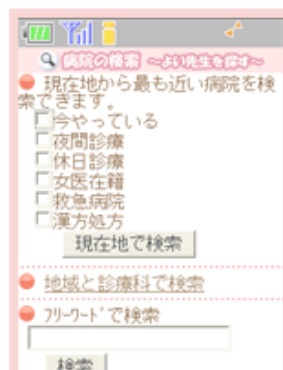 病院の検索 ～よい先生を探す～
現在地から最も近い病院を検
索できます。
今やっている
夜間診療
休日診療
女医在籍
救急病院
漢方処方
現在地で検索
地域と診療科で検索
ﾌﾘｰﾜｰﾄﾞで検索
検索